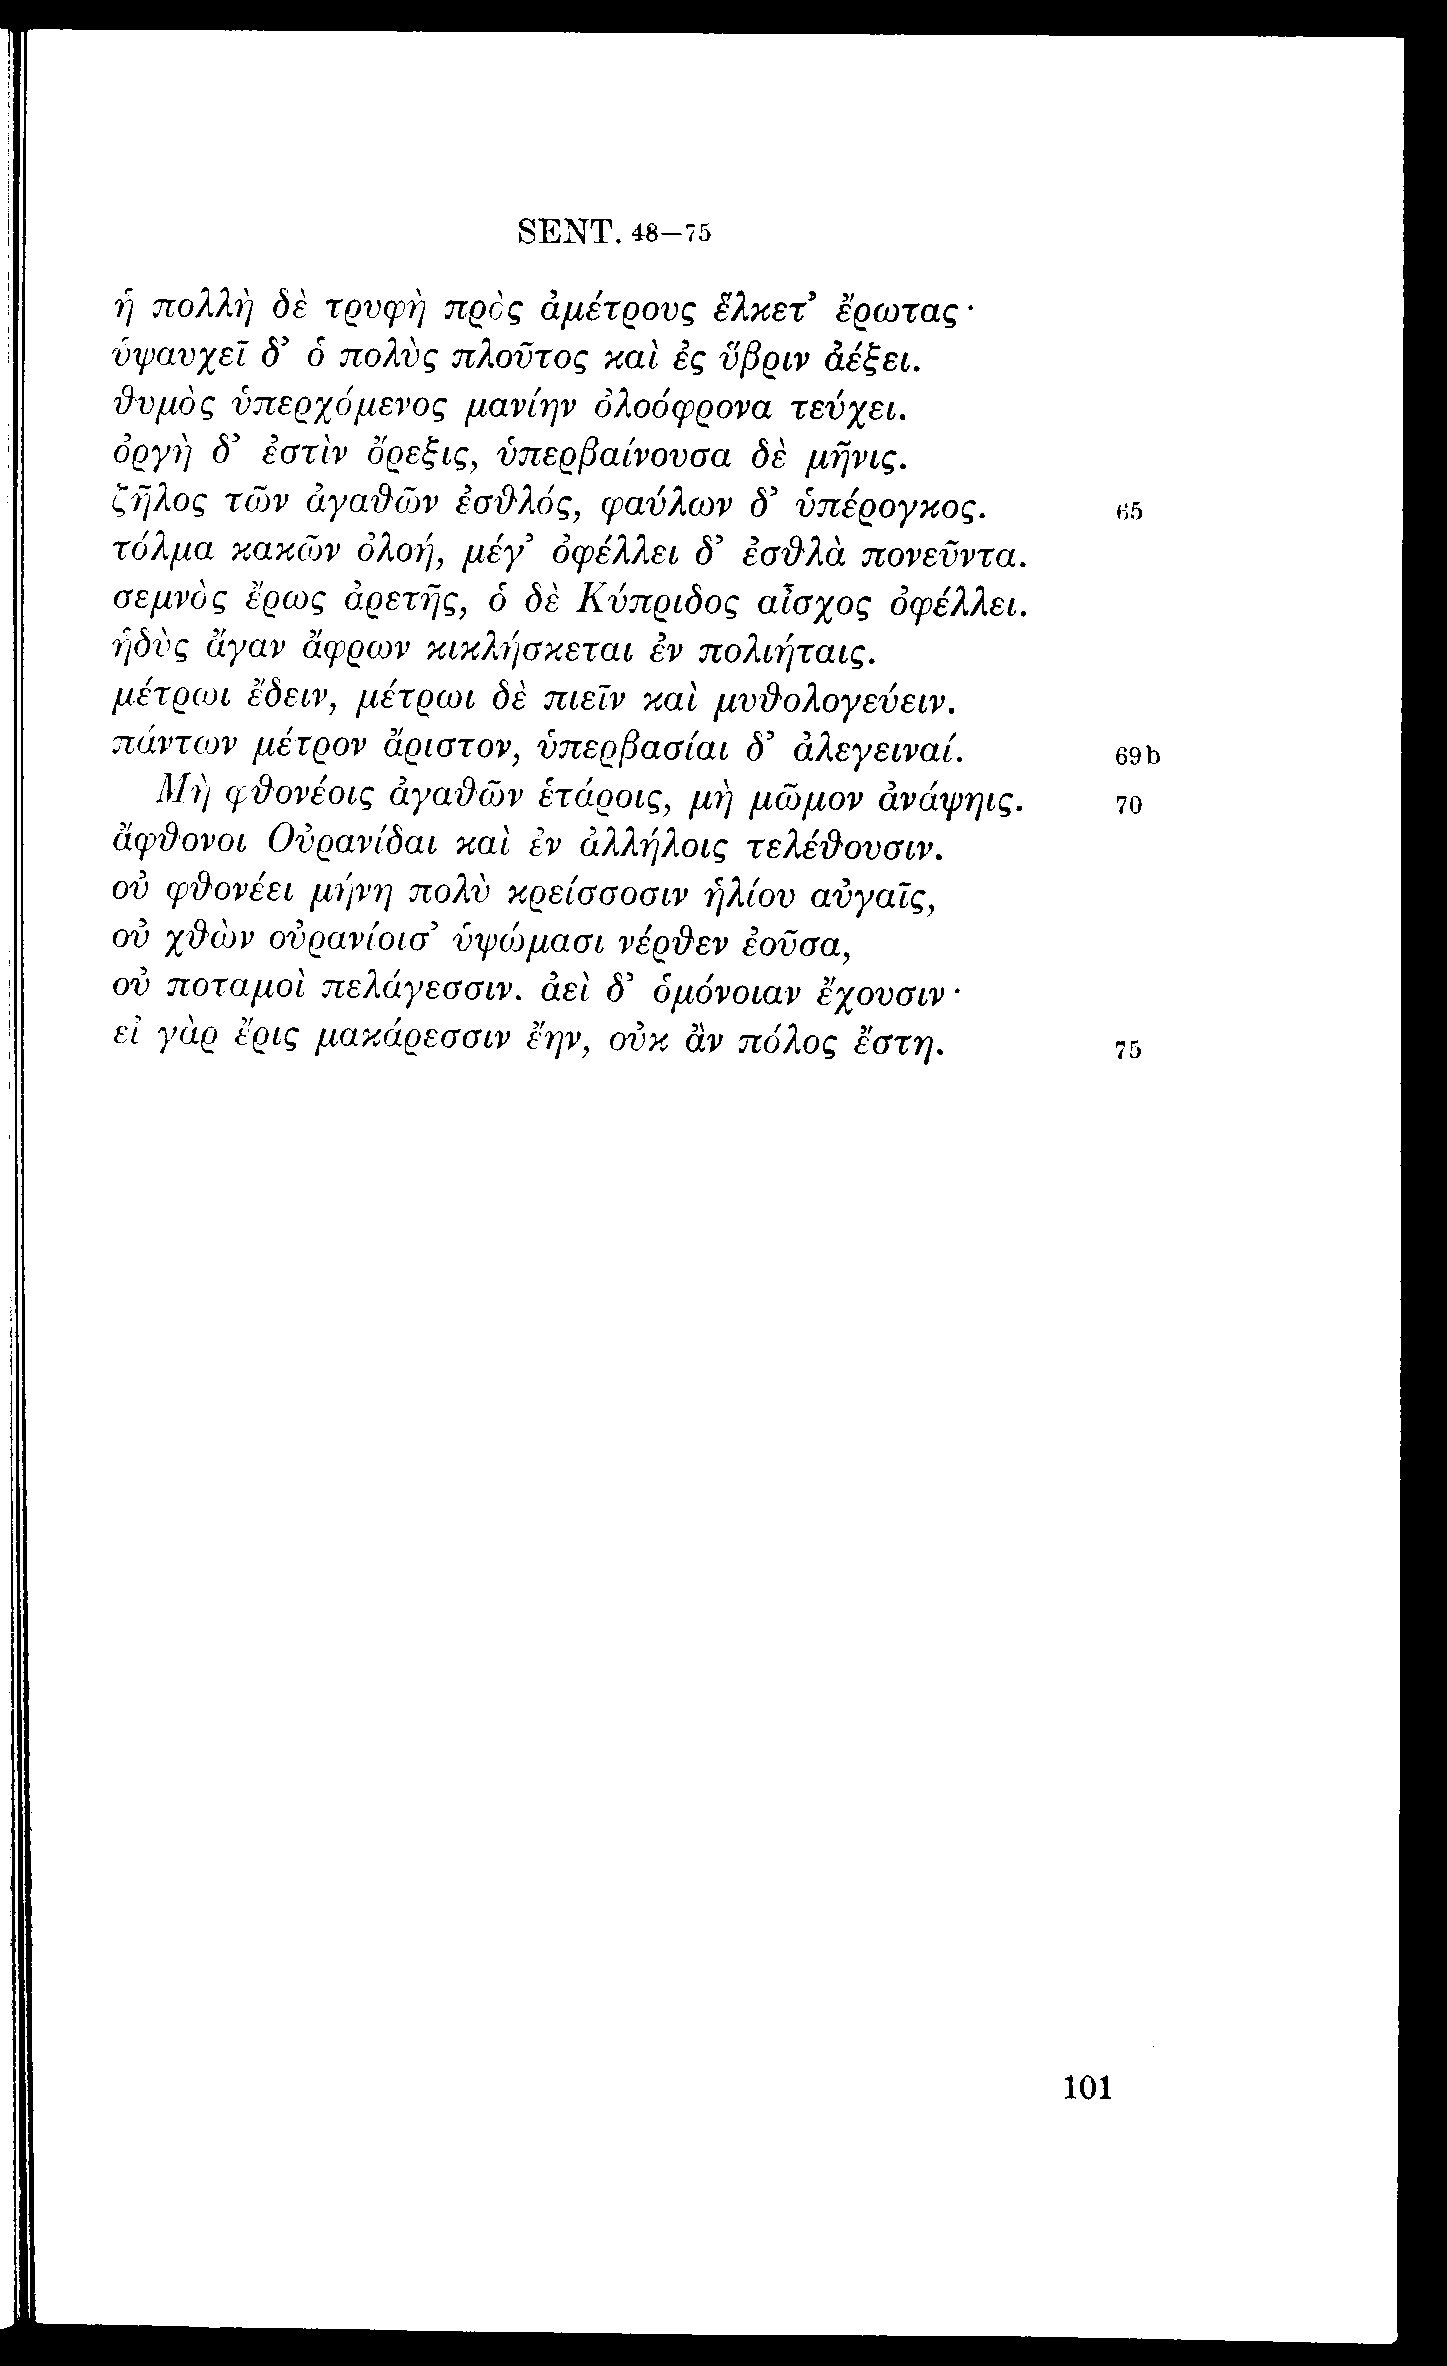 SENT. 48–75
ἡ πολλὴ δὲ τρυφὴ πρὸς ἀμέτρους ἕλκετ’ ἔρωτας·
ὑψαυχεῖ δ’ ὁ πολὺς πλοῦτος καὶ ἐς ὕβριν ἀέξει.
θυμὸς ὑπερχόμενος μανίην ὀλοόφρονα τεύχει.
ὀργὴ δ’ ἐστὶν ὄρεξις, ὑπερβαίνουσα δὲ μῆνις.
ζῆλος τῶν ἀγαθῶν ἐσθλός, φαύλων δ’ ὑπέρογκος. 65
τόλμα κακῶν ὀλοή, μέγ’ ὀφέλλει δ’ ἐσθλὰ πονεῦντα.
σεμνὸς ἔρως ἀρετῆς, ὁ δὲ Κύπριδος αἶσχος ὀφέλλει.
ἡδὺς ἄγαν ἄφρων κικλήσκεται ἐν πολιήταις.
μέτρωι ἔδειν, μέτρωι δὲ πιεῖν καὶ μυθολογεύειν.
πάντων μέτρον ἄριστον, ὑπερβασίαι δ’ ἀλεγειναί. 69b
Μὴ φθονέοις ἀγαθῶν ἑτάροις, μὴ μῶμον ἀνάψηις. 70
ἄφθονοι Οὐρανίδαι καὶ ἐν ἀλλήλοις τελέθουσιν.
οὐ φθονέει μήνη πολὺ κρείσσοσιν ἡλίου αὐγαῖς,
οὐ χθὼν οὐρανίοισ’ ὑψώμασι νέρθεν ἐοῦσα,
οὐ ποταμοὶ πελάγεσσιν. ἀεὶ δ’ ὁμόνοιαν ἔχουσιν·
εἰ γὰρ ἔρις μακάρεσσιν ἔην, οὐκ ἂν πόλος ἔστη. 75
101